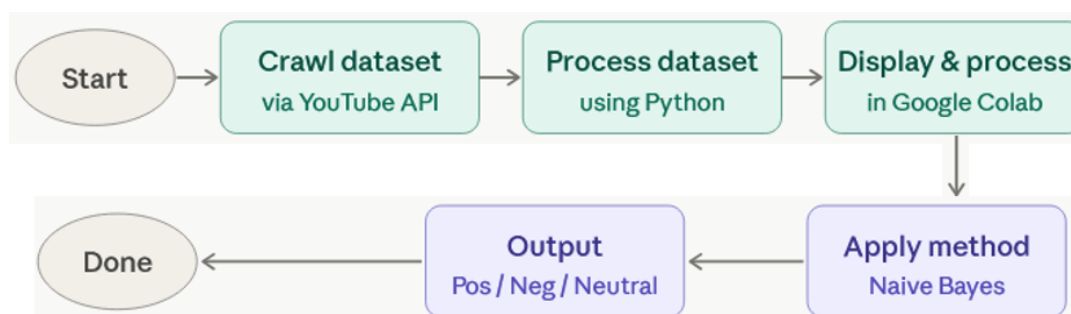 Start
Crawl dataset
via YouTube API
Process dataset
using Python
Display & process
in Google Colab
Done
Output
Pos / Neg / Neutral
Apply method
Naive Bayes